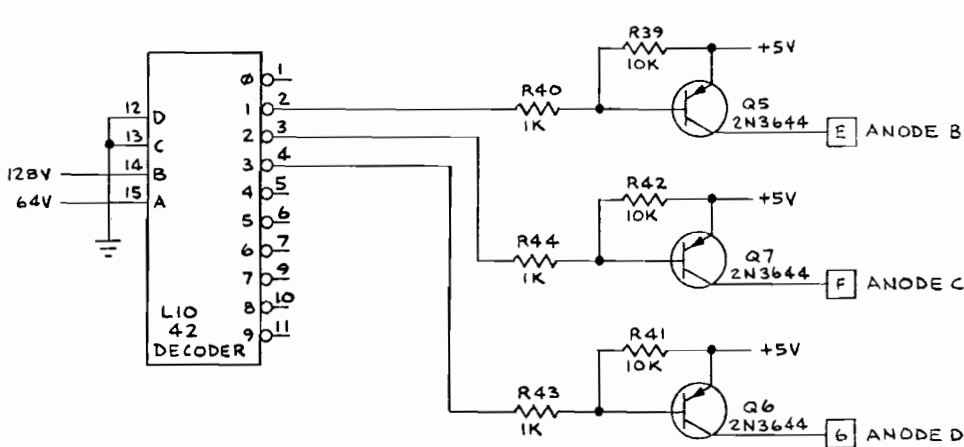 R39
10K
+5V
R40
1K
Q5
2N3644
E ANODE B
R42
10K
+5V
R44
1K
Q7
2N3644
F ANODE C
R41
10K
+5V
R43
1K
Q6
2N3644
6 ANODE D
12 D
13 C
128V 14 B
64V 15 A
Ø 1
1 2
2 3
3 4
4 5
5 6
6 7
7 9
8 10
9 11
L10
42
DECODER